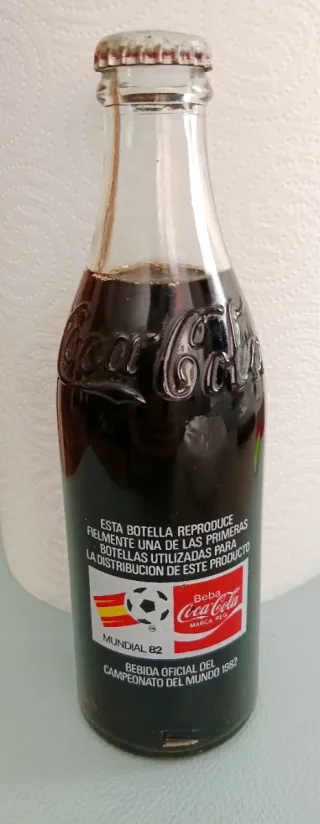 Coca Cola
ESTA BOTELLA REPRODUCE
FIELMENTE UNA DE LAS PRIMERAS
BOTELLAS UTILIZADAS PARA
LA DISTRIBUCION DE ESTE PRODUCTO
Beba
Coca-Cola
MARCA REG.
MUNDIAL 82
BEBIDA OFICIAL DEL
CAMPEONATO DEL MUNDO 1982